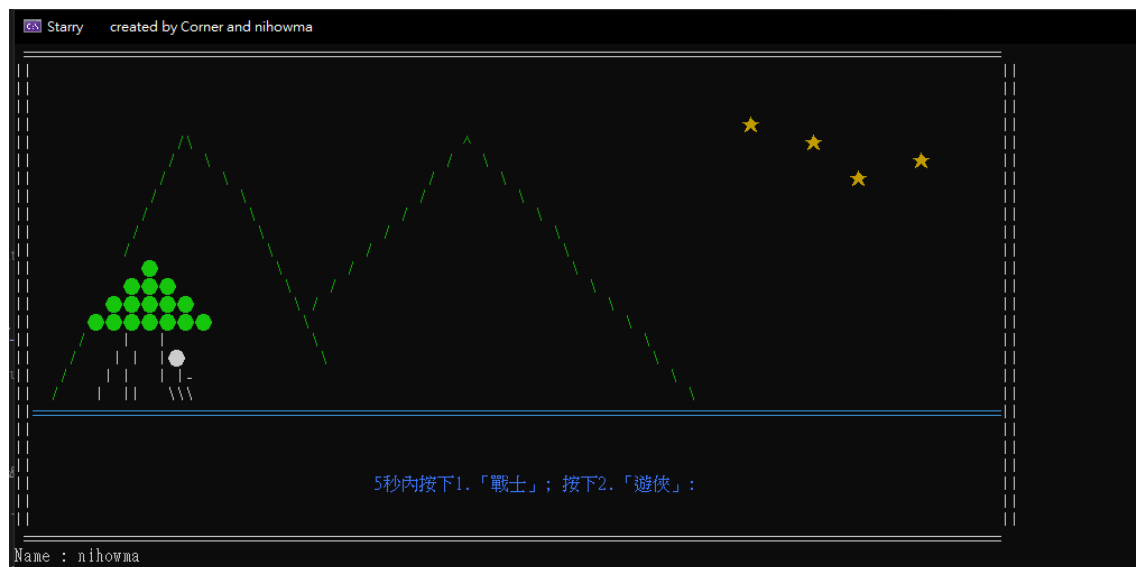 Starry created by Corner and nihowma
5秒內按下1.「戰士」; 按下2.「遊俠」:
Name : nihowma